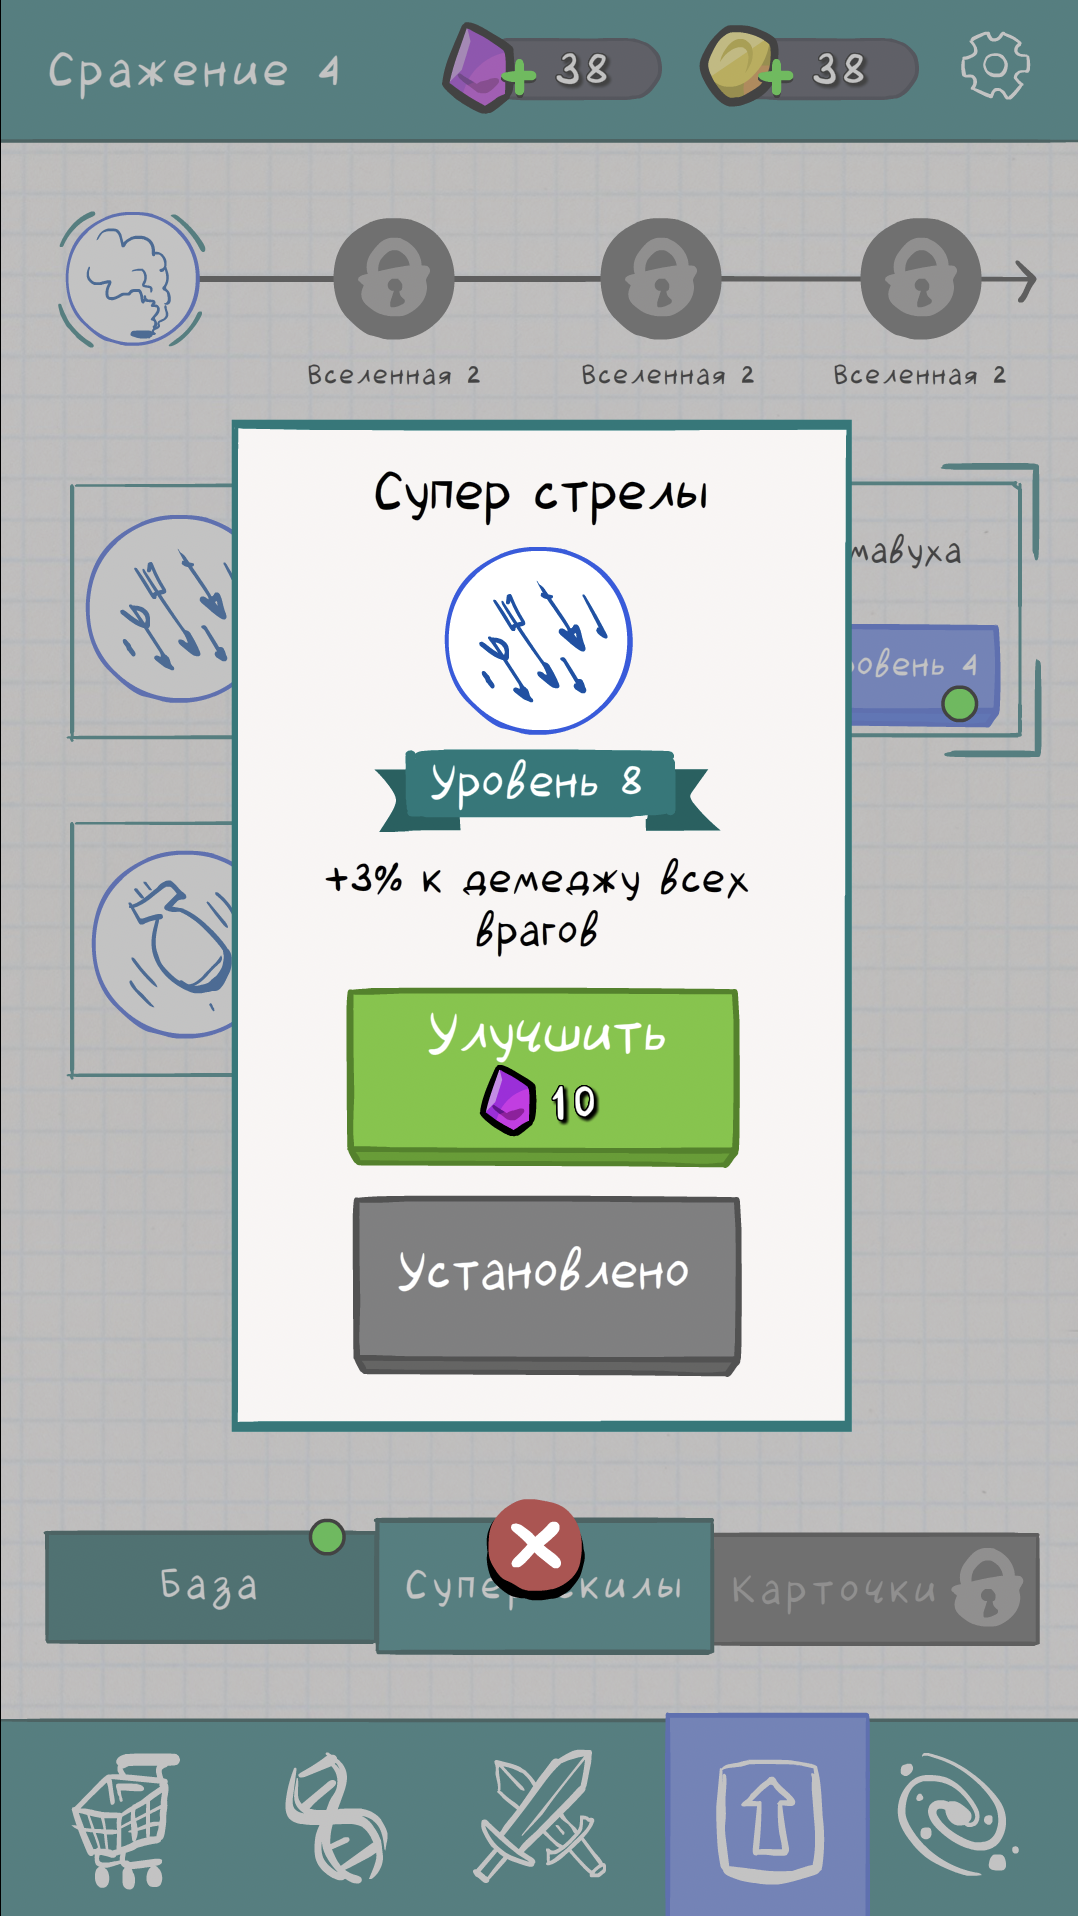 Сражение 4
38
38
Вселенная 2
Вселенная 2
Вселенная 2
Супер стрелы
Уровень 8
+3% к демеджу всех
врагов
Улучшить
10
Установлено
База
Карточки